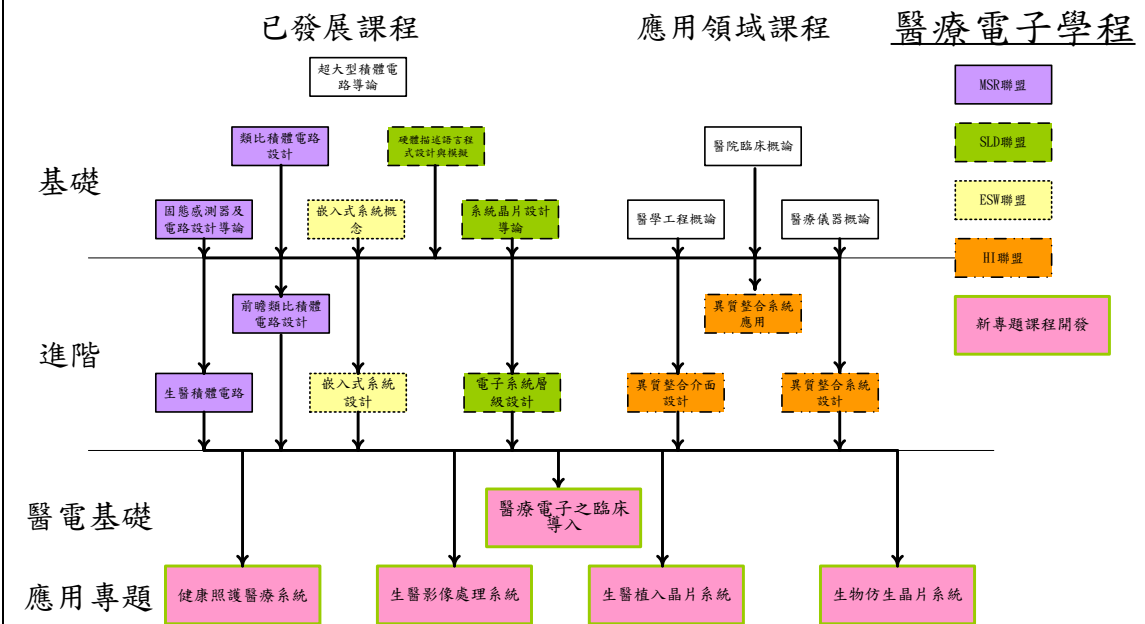 已發展課程
應用領域課程
醫療電子學程
超大型積體電
路導論
MSR聯盟
類比積體電路
設計
硬體描述語言程
式設計與模擬
醫院臨床概論
SLD聯盟
基礎
固態感測器及
電路設計導論
嵌入式系統概
念
系統晶片設計
導論
醫學工程概論
醫療儀器概論
ESW聯盟
HI聯盟
前瞻類比積體
電路設計
異質整合系統
應用
新專題課程開發
進階
生醫積體電路
嵌入式系統
設計
電子系統層
級設計
異質整合介面
設計
異質整合系統
設計
醫電基礎
醫療電子之臨床
導入
應用專題
健康照護醫療系統
生醫影像處理系統
生醫植入晶片系統
生物仿生晶片系統